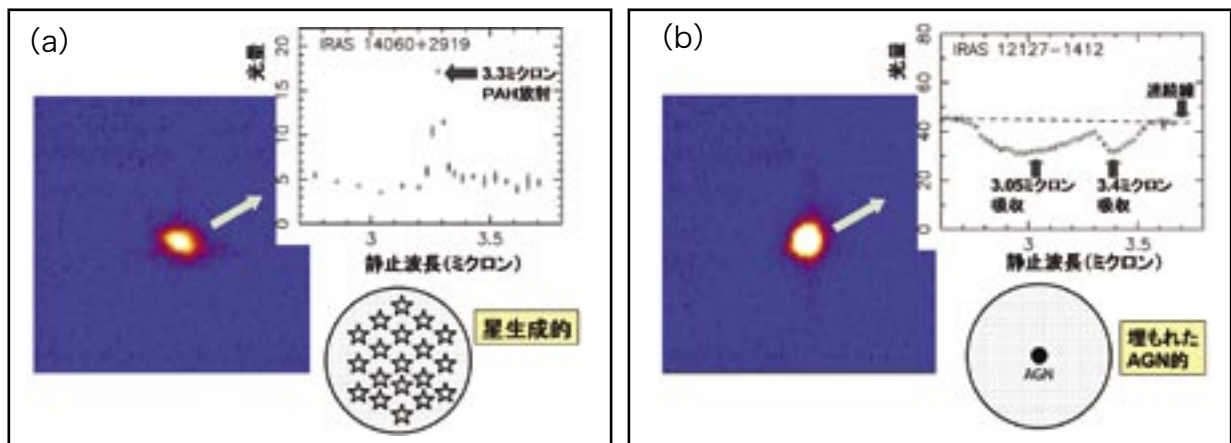 (a)
光量
20
15
10
5
0
IRAS 14060+2919
3.3ミクロン
PAH放射
3
3.5
静止波長(ミクロン)
星生成的
(b)
光量
80
60
40
20
0
IRAS 12127-1412
連続線
3.05ミクロン
吸収
3.4ミクロン
吸収
3
3.5
静止波長(ミクロン)
AGN
埋もれた
AGN的